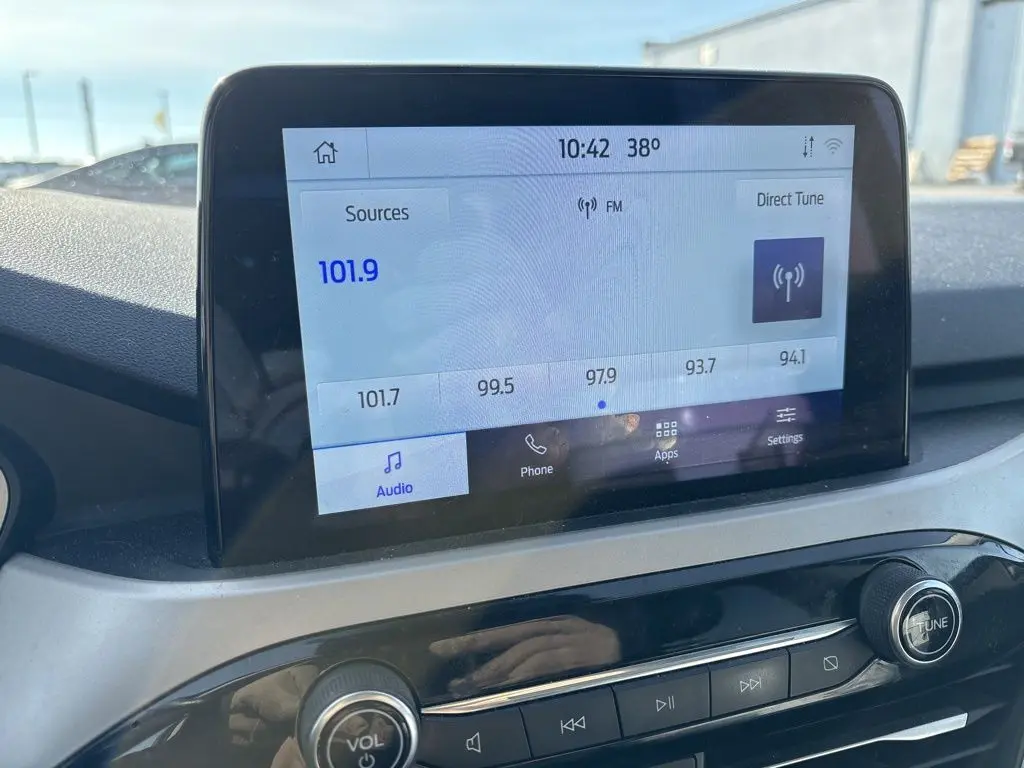 10:42 38°
Sources
FM
Direct Tune
101.9
101.7 99.5 97.9 93.7 94.1
Audio
Phone
Apps
Settings
VOL
TUNE